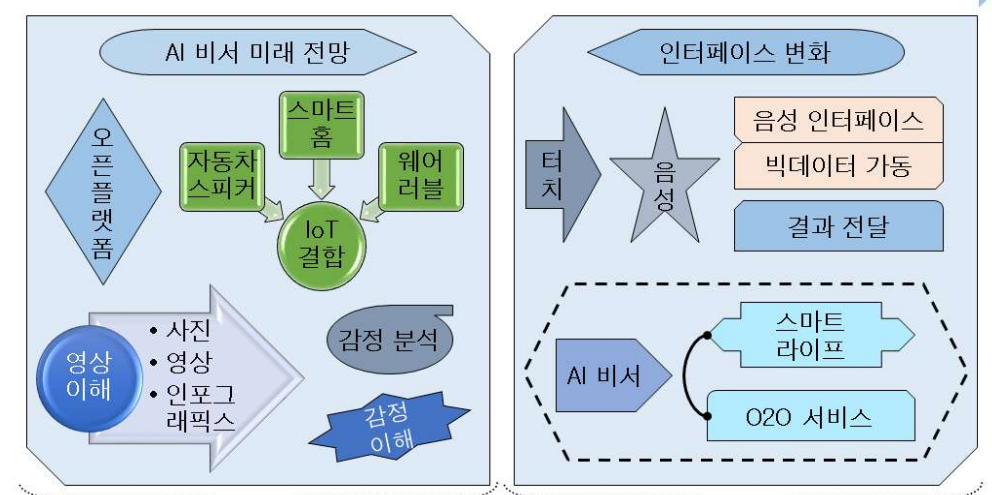 AI 비서 미래 전망
오
픈
플
랫
폼
스마트
홈
자동차
스피커
웨어
러블
IoT
결합
영상
이해
• 사진
• 영상
• 인포그
래픽스
감정 분석
감정
이해
인터페이스 변화
터
치
음
성
음성 인터페이스
빅데이터 가동
결과 전달
AI 비서
스마트
라이프
O2O 서비스